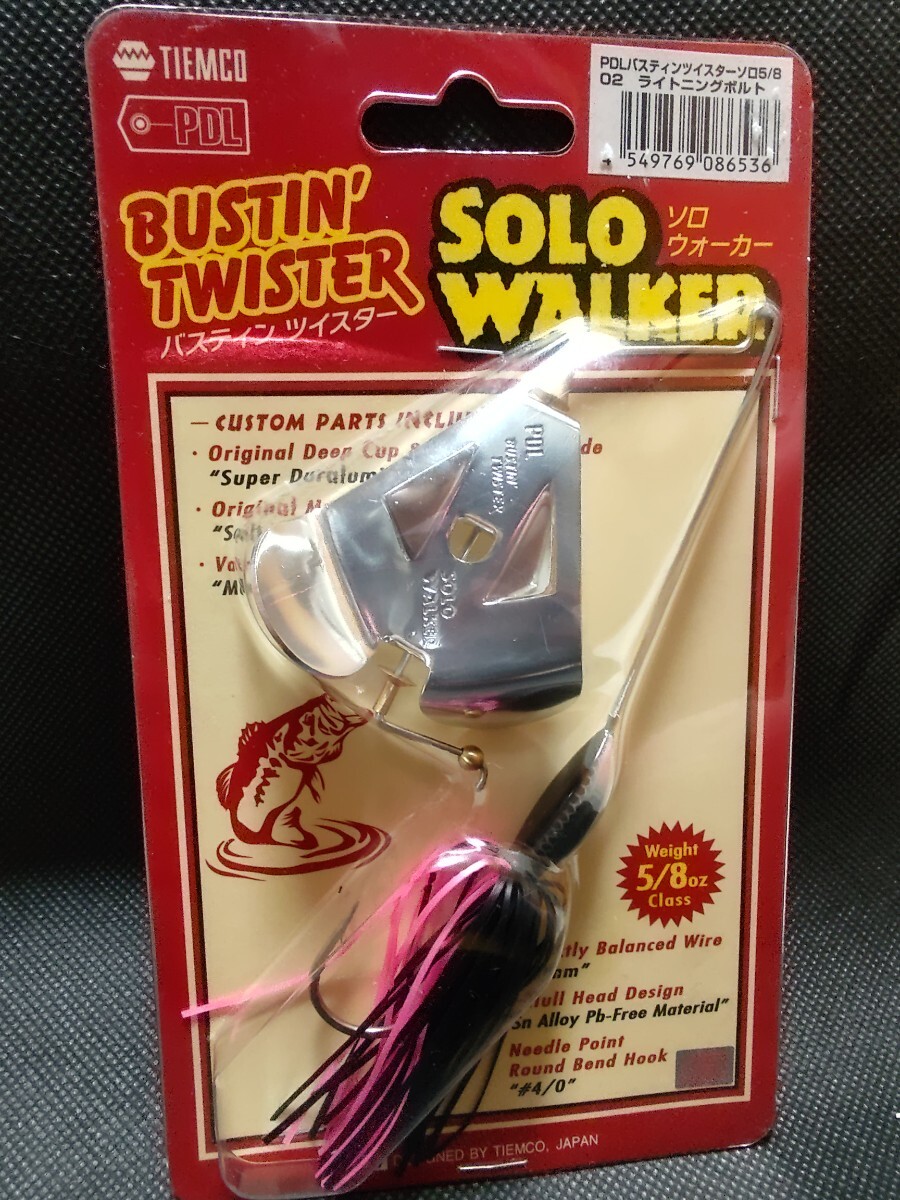 TIEMCO
PDL
PDLバスティンツイスターソロ5/8
02 ライトニングボルト
4 549769 086536
BUSTIN'
TWISTER
バスティン ツイスター
SOLO
WALKER
ソロ
ウォーカー
— CUSTOM PARTS
· Original Deep Cup &
"Super
· Original
PDL
BUSTIN'
TWISTER
SOLO
WALKER
Weight
5/8oz
Class
Balanced Wire
Head Design
Sn Alloy Pb-Free Material"
Needle Point
Round Bend Hook
"#4/0"
BY TIEMCO, JAPAN